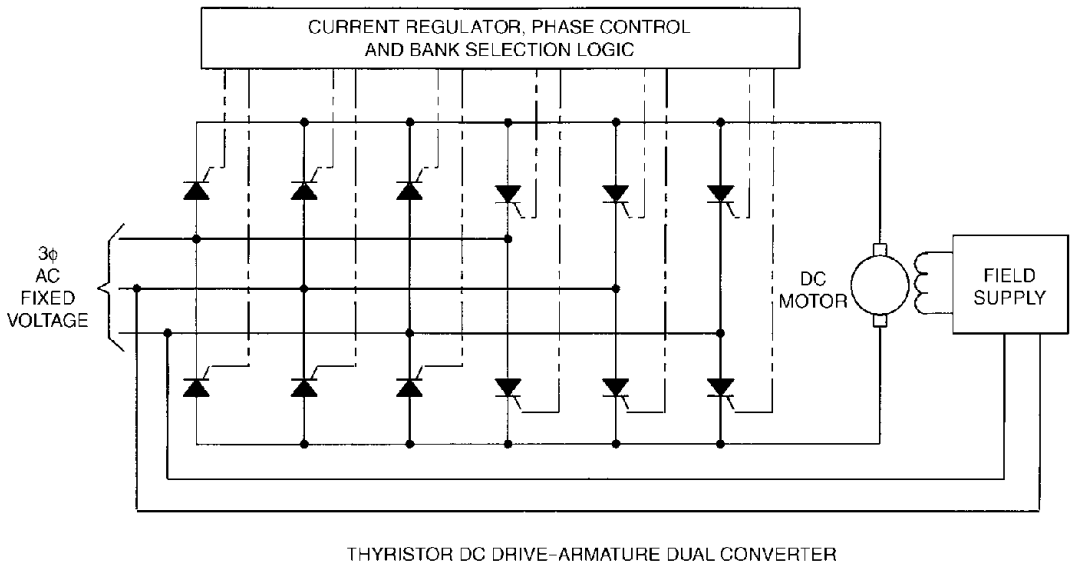 CURRENT REGULATOR, PHASE CONTROL
AND BANK SELECTION LOGIC
3ϕ
AC
FIXED
VOLTAGE
DC
MOTOR
FIELD
SUPPLY
THYRISTOR DC DRIVE–ARMATURE DUAL CONVERTER